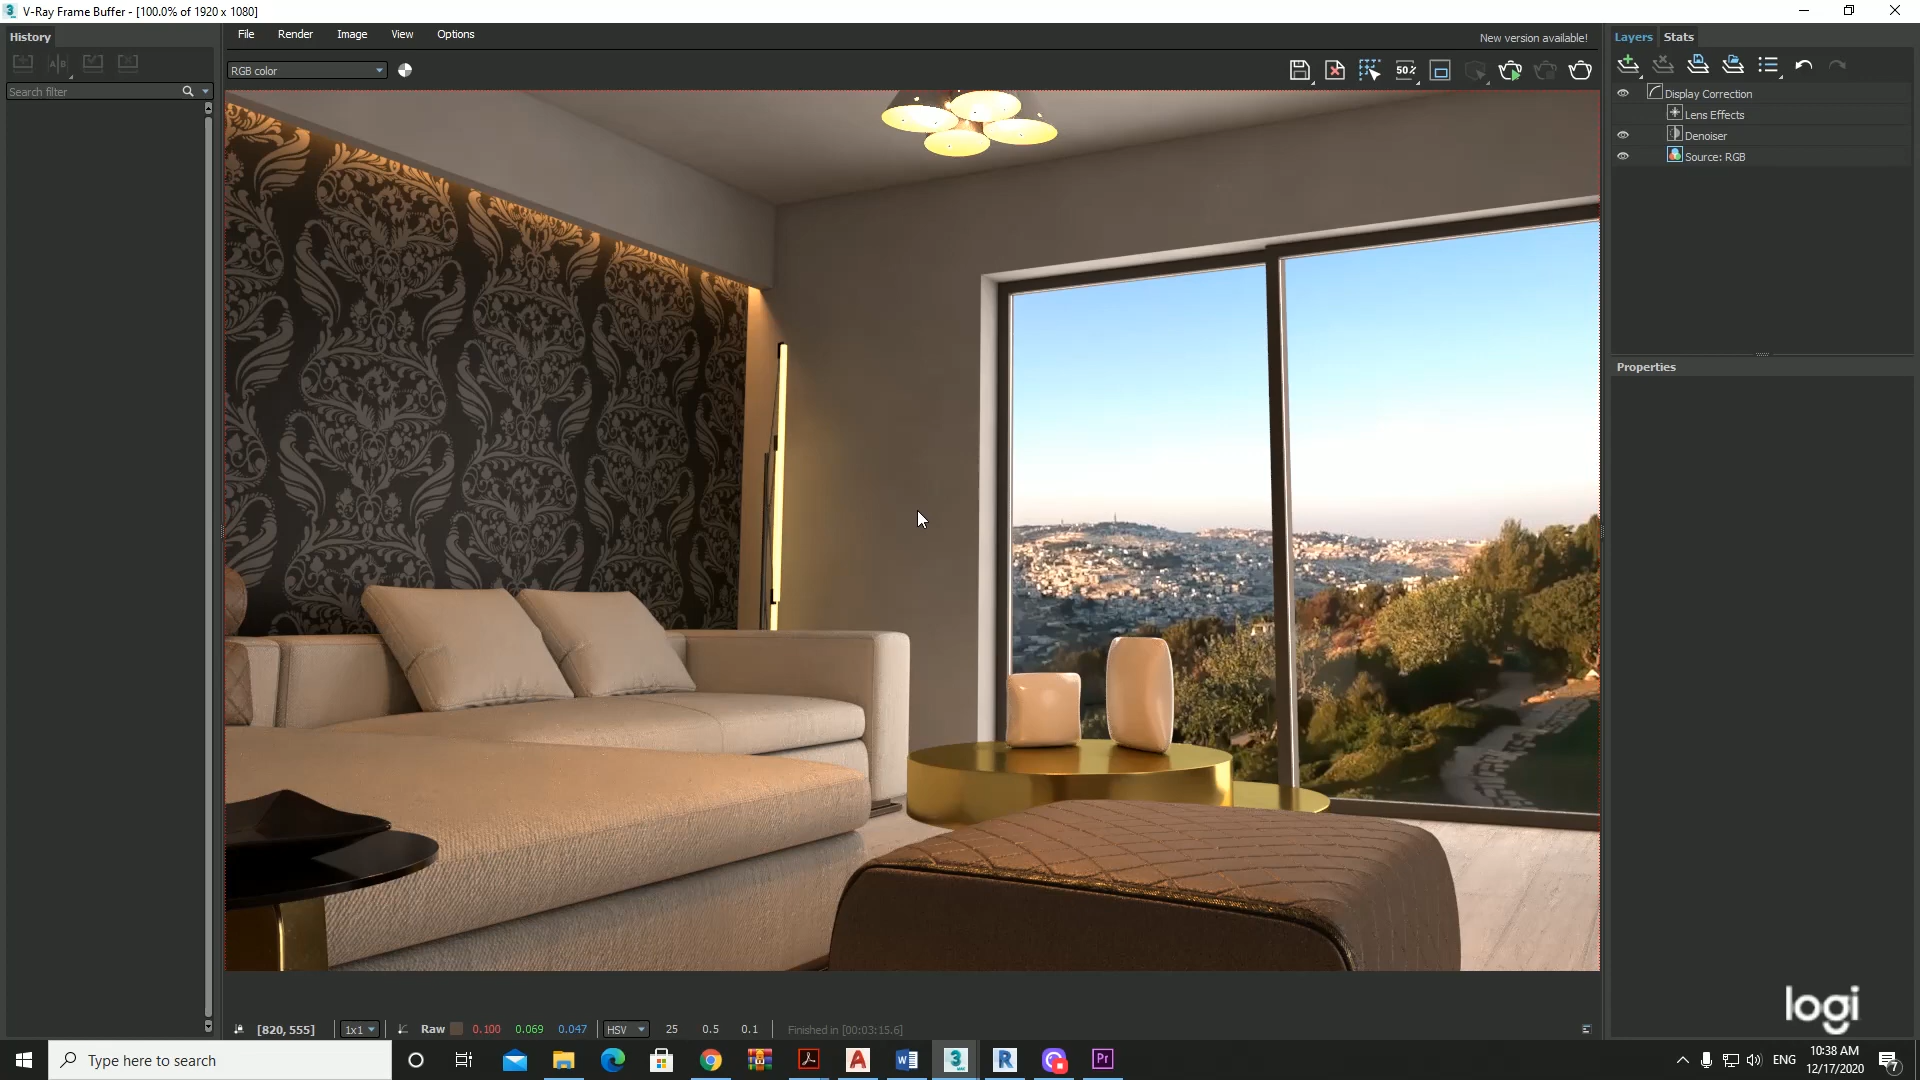 V-Ray Frame Buffer - [100.0% of 1920 x 1080]
History
File Render Image View Options
New version available!
Layers Stats
RGB color
50%
Search filter
Display Correction
Lens Effects
Denoiser
Source: RGB
Properties
logi
[820, 555] 1x1 Raw 0.100 0.069 0.047 HSV 25 0.5 0.1 Finished in [00:03:15.6]
Type here to search
ENG
10:38 AM
12/17/2020
7